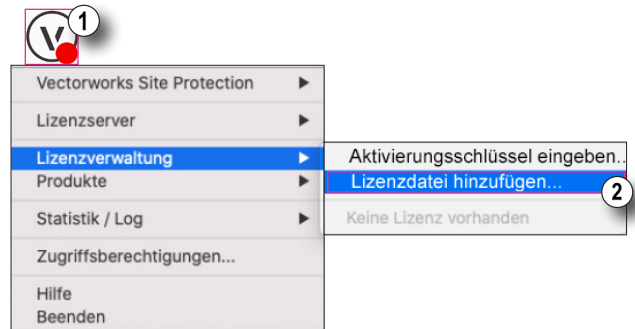 1
V
Vectorworks Site Protection
Lizenzserver
Lizenzverwaltung
Aktivierungsschlüssel eingeben..
Produkte
Lizenzdatei hinzufügen...
2
Statistik / Log
Keine Lizenz vorhanden
Zugriffsberechtigungen...
Hilfe
Beenden